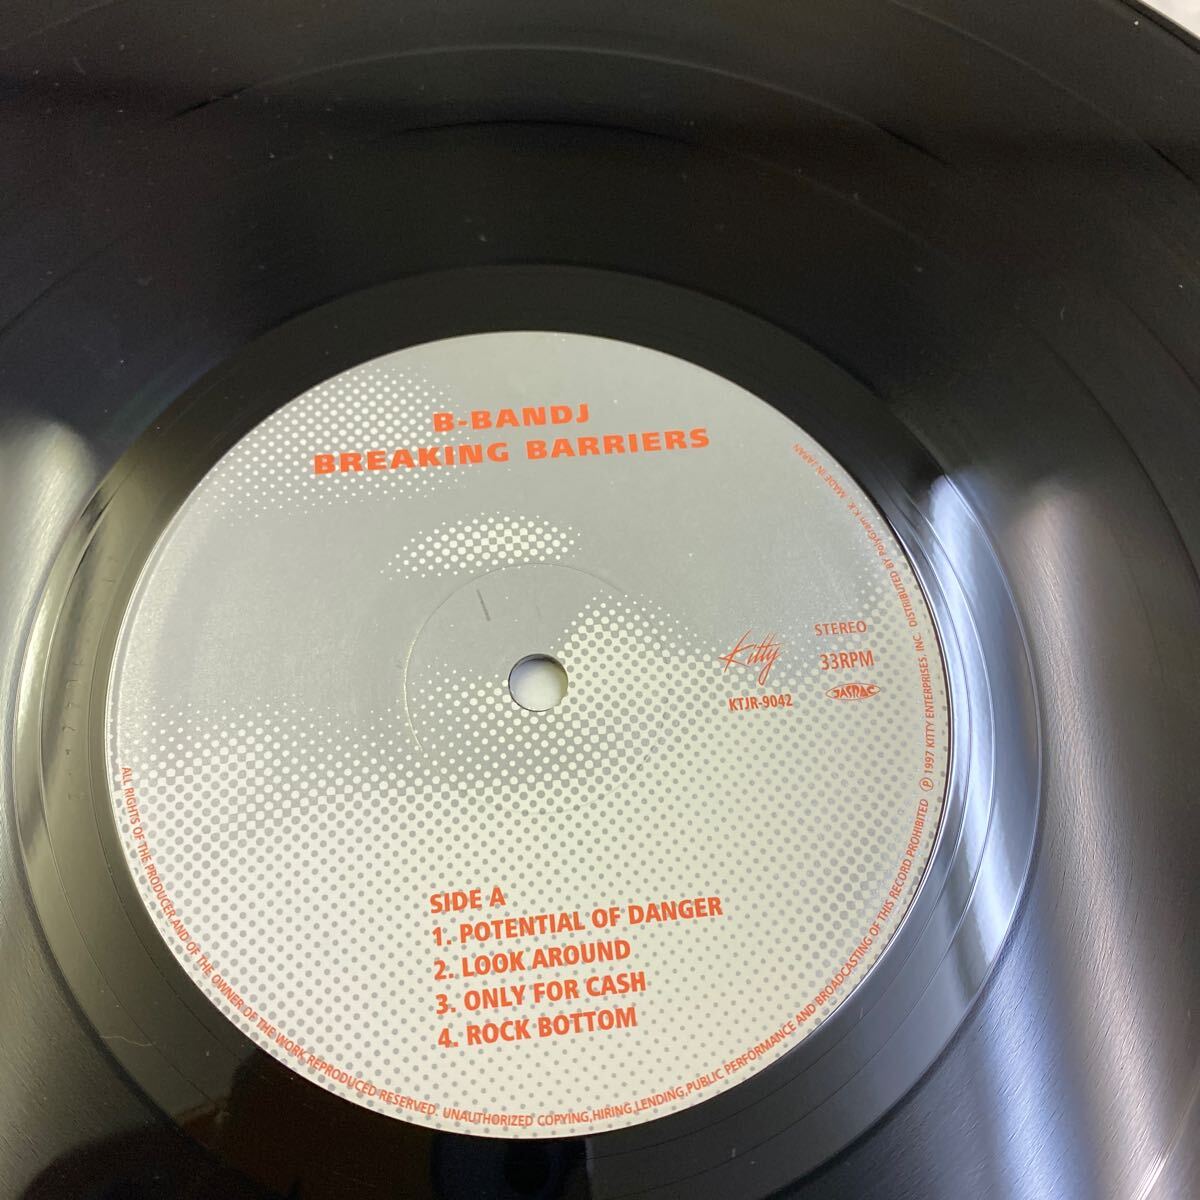 B-BANDJ
BREAKING BARRIERS
STEREO
Kitty
33RPM
KTJR-9042
JASRAC
SIDE A
1. POTENTIAL OF DANGER
2. LOOK AROUND
3. ONLY FOR CASH
4. ROCK BOTTOM
ALL RIGHTS OF THE PRODUCER AND OF THE OWNER OF THE WORK REPRODUCED RESERVED. UNAUTHORIZED COPYING,HIRING,LENDING,PUBLIC PERFORMANCE AND BROADCASTING OF THIS RECORD PROHIBITED Ⓟ 1997 KITTY ENTERPRISES, INC. DISTRIBUTED BY PolyGram K.K. MADE IN JAPAN